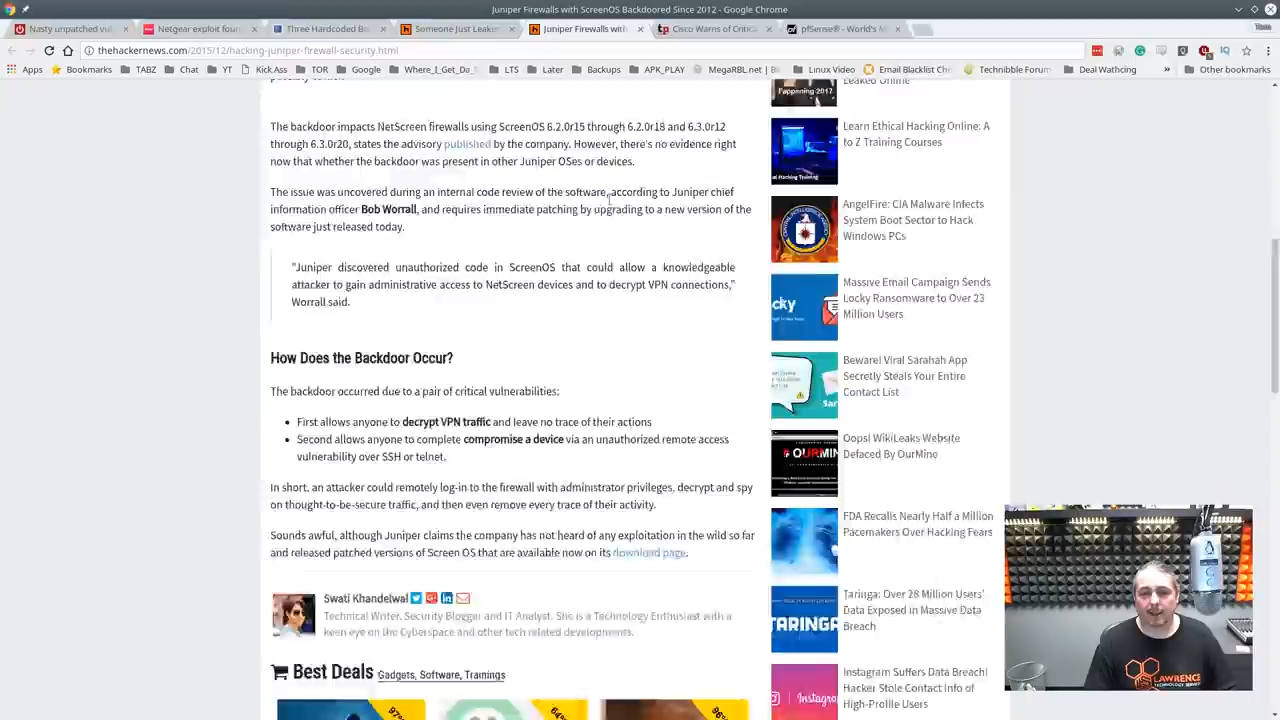 Juniper Firewalls with ScreenOS Backdoored Since 2012 - Google Chrome
Nasty unpatched vuln
Netgear exploit foun
Three Hardcoded Back
Someone Just Leaked
Juniper Firewalls with
Cisco Warns of Critica
pfSense® - World's M
thehackernews.com/2015/12/hacking-juniper-firewall-security.html
Apps
TABZ
Chat
YT
Kick.Ass
TOR
Google
LTS
Later
Backups
APK_PLAY
MegaRBL.net | Bl
Linux Video
Email Blacklist Che
Technibble Forum
Deal Wathcing
»
Other Bookmarks
The backdoor impacts NetScreen firewalls using ScreenOS 6.2.0r15 through 6.2.0r18 and 6.3.0r12
through 6.3.0r20, states the advisory published by the company. However, there's no evidence right
now that whether the backdoor was present in other Juniper OSes or devices.
The issue was uncovered during an internal code review of the software, according to Juniper chief
information officer Bob Worrall, and requires immediate patching by upgrading to a new version of the
software just released today.
"Juniper discovered unauthorized code in ScreenOS that could allow a knowledgeable
attacker to gain administrative access to NetScreen devices and to decrypt VPN connections,"
Worrall said.
How Does the Backdoor Occur?
The backdoor occurred due to a pair of critical vulnerabilities:
First allows anyone to decrypt VPN traffic and leave no trace of their actions
Second allows anyone to complete compromise a device via an unauthorized remote access
vulnerability over SSH or telnet.
In short, an attacker could remotely log-in to the firewall with administrator privileges, decrypt and spy
on thought-to-be-secure traffic, and then even remove every trace of their activity.
Sounds awful, although Juniper claims the company has not heard of any exploitation in the wild so far
and released patched versions of Screen OS that are available now on its download page.
Swati Khandelwal
Technical Writer, Security Blogger and IT Analyst. She is a Technology Enthusiast with a
keen eye on the Cyberspace and other tech related developments.
Best Deals Gadgets, Software, Trainings
Fappening 2017
Leaked Online
Learn Ethical Hacking Online: A
to Z Training Courses
AngelFire: CIA Malware Infects
System Boot Sector to Hack
Windows PCs
Massive Email Campaign Sends
Locky Ransomware to Over 23
Million Users
Beware! Viral Sarahah App
Secretly Steals Your Entire
Contact List
Oops! WikiLeaks Website
Defaced By OurMine
FDA Recalls Nearly Half a Million
Pacemakers Over Hacking Fears
Taringa: Over 28 Million Users'
Data Exposed in Massive Data
Breach
TARINGA
Instagram Suffers Data Breach!
Hacker Stole Contact Info of
High-Profile Users
LAWRENCE